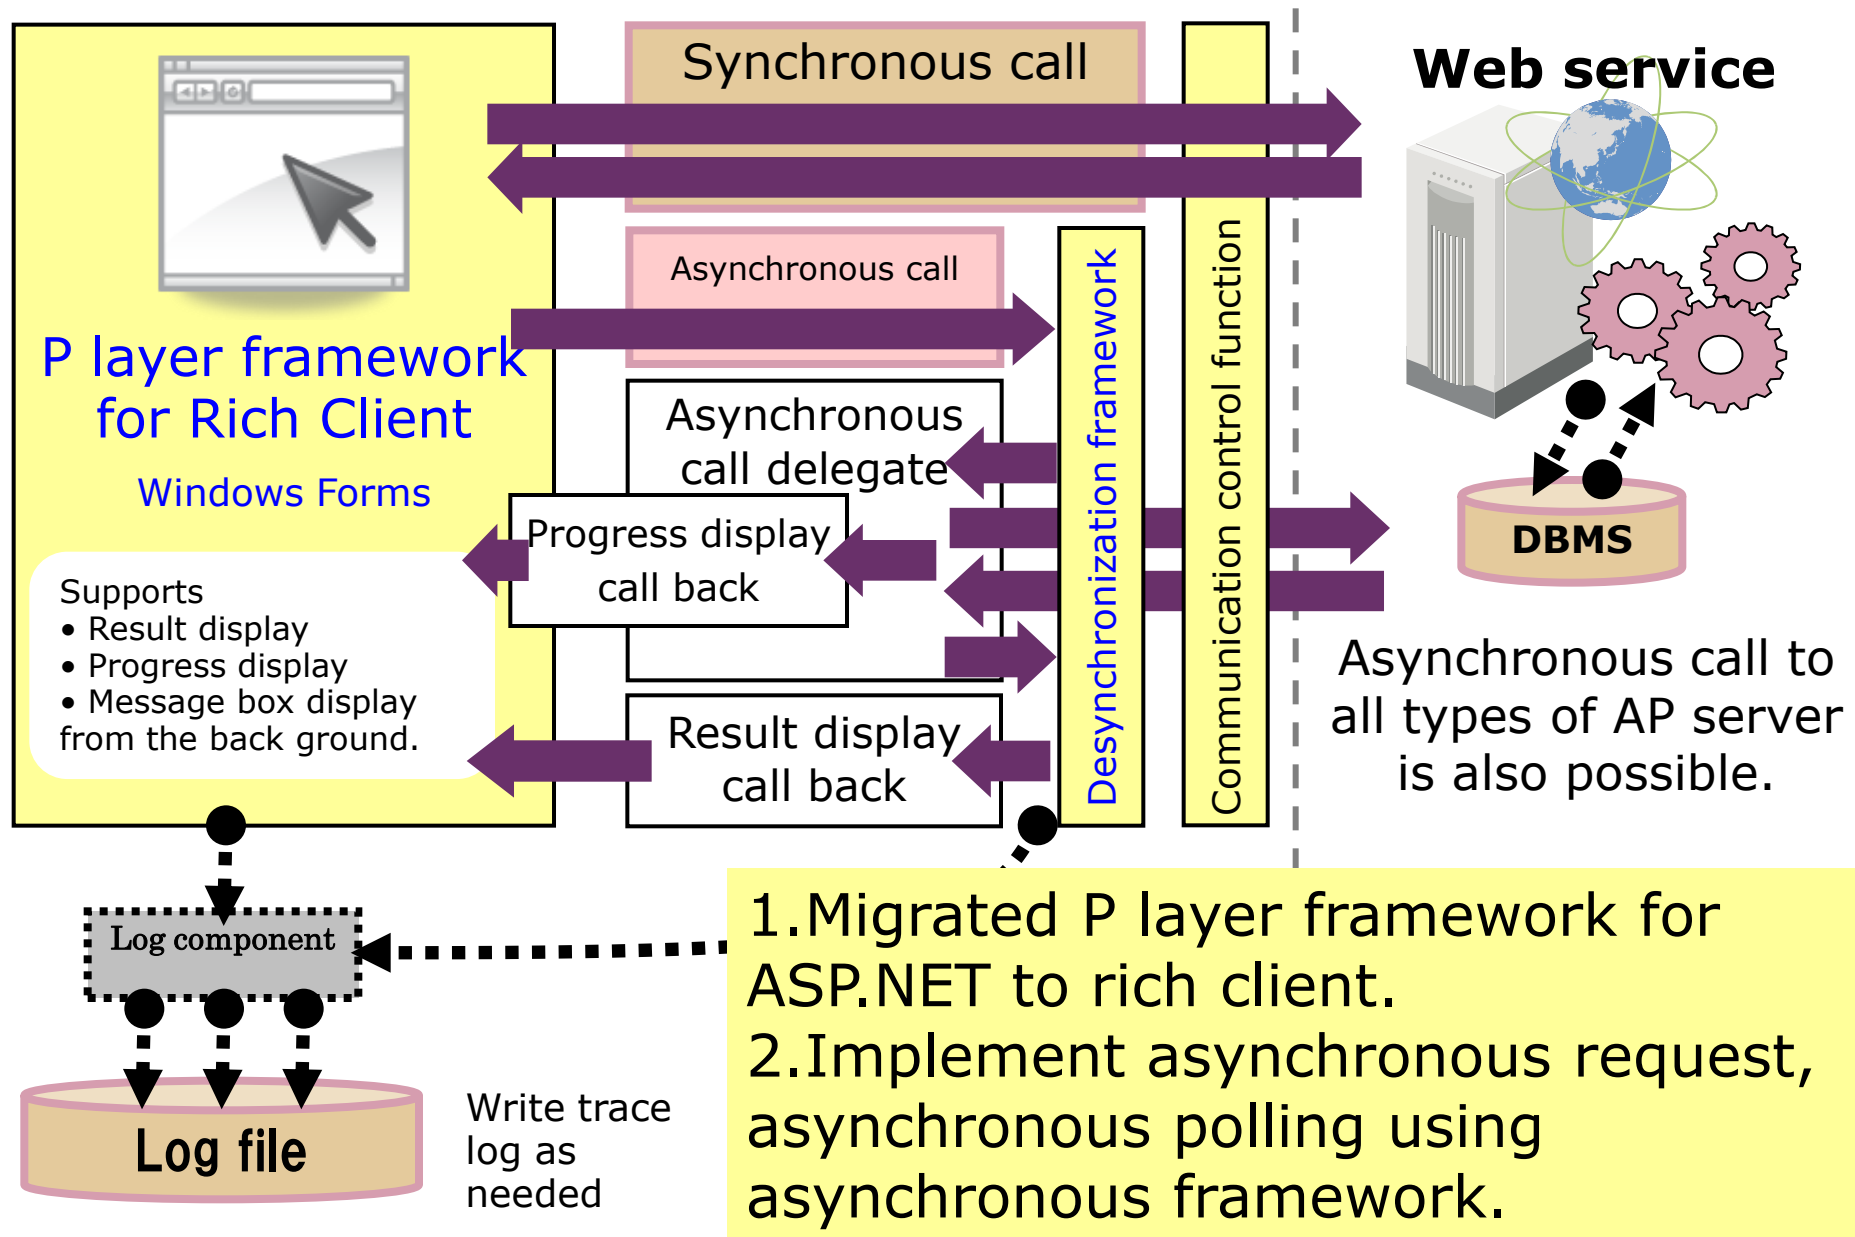 Synchronous call
Web service
Asynchronous call
P layer framework
for Rich Client
Windows Forms
Asynchronous
call delegate
Progress display
call back
Supports
• Result display
• Progress display
• Message box display
from the back ground.
Result display
call back
Desynchronization framework
Communication control function
DBMS
Asynchronous call to
all types of AP server
is also possible.
Log component
Log file
Write trace
log as
needed
1.Migrated P layer framework for
ASP.NET to rich client.
2.Implement asynchronous request,
asynchronous polling using
asynchronous framework.